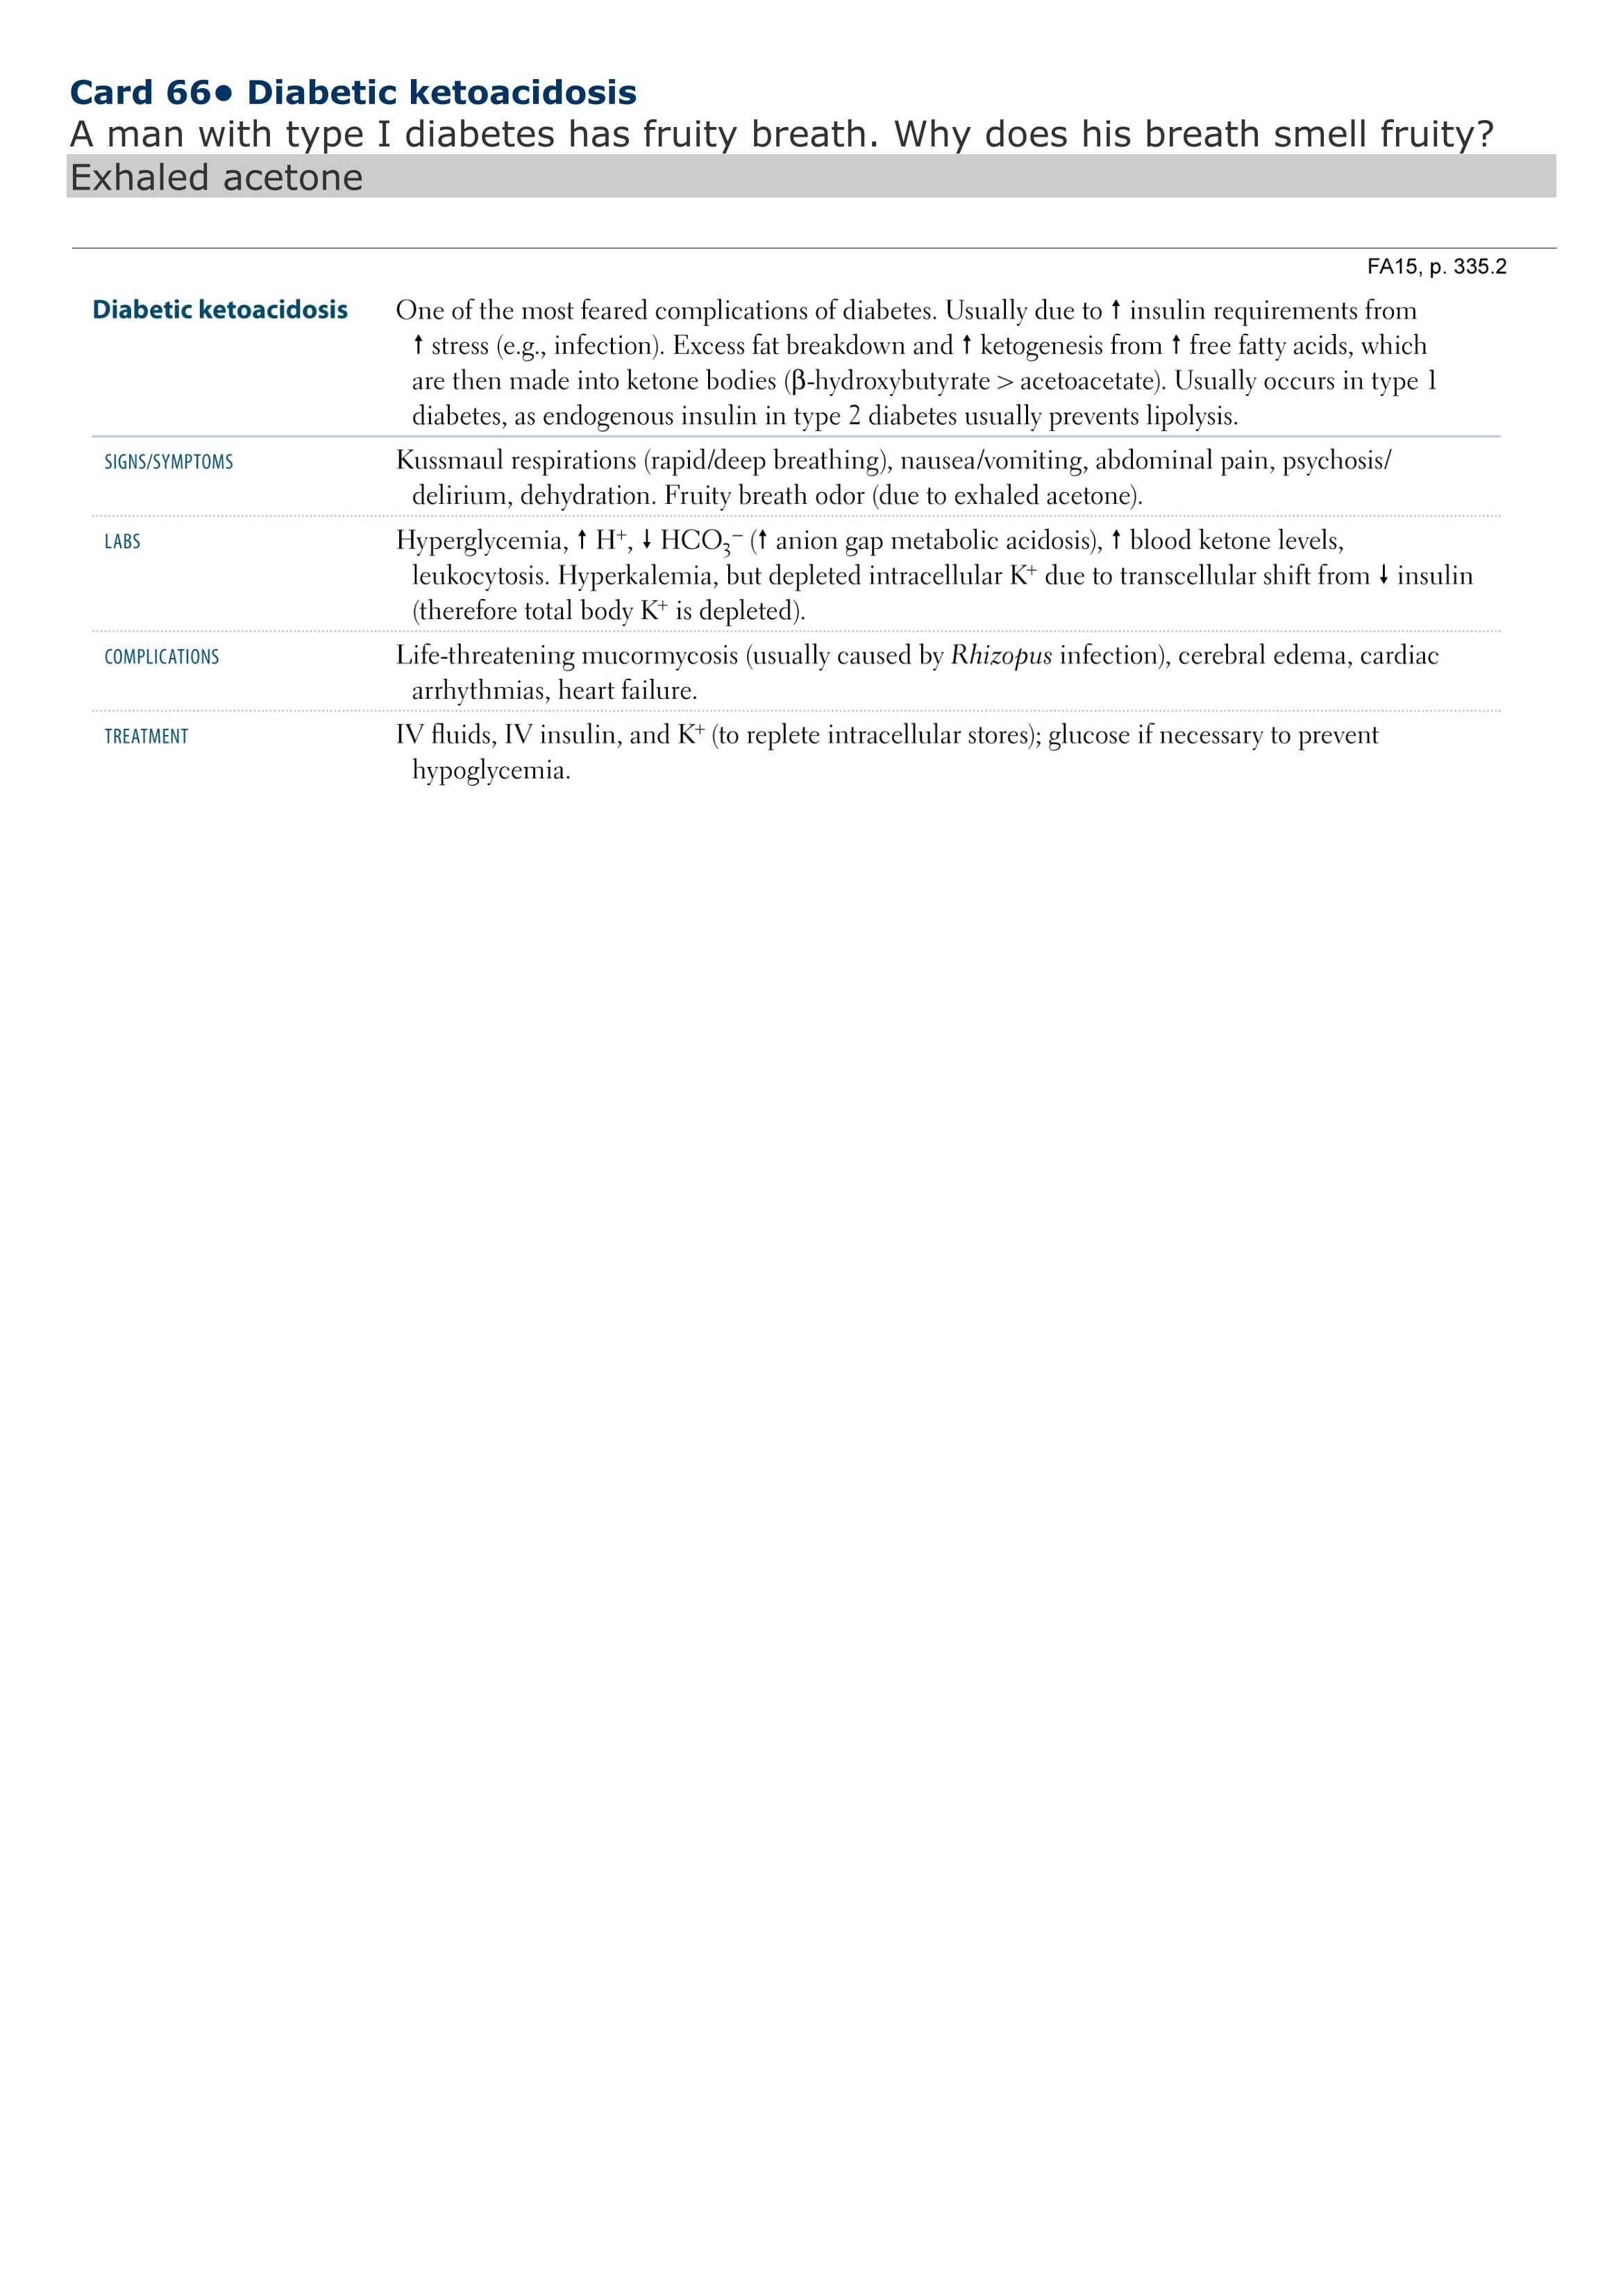 Card 66• Diabetic ketoacidosis
A man with type I diabetes has fruity breath. Why does his breath smell fruity?
Exhaled acetone
FA15, p. 335.2
Diabetic ketoacidosis One of the most feared complications of diabetes. Usually due to ↑ insulin requirements from
↑ stress (e.g., infection). Excess fat breakdown and ↑ ketogenesis from ↑ free fatty acids, which
are then made into ketone bodies (β-hydroxybutyrate > acetoacetate). Usually occurs in type 1
diabetes, as endogenous insulin in type 2 diabetes usually prevents lipolysis.
SIGNS/SYMPTOMS Kussmaul respirations (rapid/deep breathing), nausea/vomiting, abdominal pain, psychosis/
delirium, dehydration. Fruity breath odor (due to exhaled acetone).
LABS Hyperglycemia, ↑ H⁺, ↓ HCO₃⁻ (↑ anion gap metabolic acidosis), ↑ blood ketone levels,
leukocytosis. Hyperkalemia, but depleted intracellular K⁺ due to transcellular shift from ↓ insulin
(therefore total body K⁺ is depleted).
COMPLICATIONS Life-threatening mucormycosis (usually caused by Rhizopus infection), cerebral edema, cardiac
arrhythmias, heart failure.
TREATMENT IV fluids, IV insulin, and K⁺ (to replete intracellular stores); glucose if necessary to prevent
hypoglycemia.